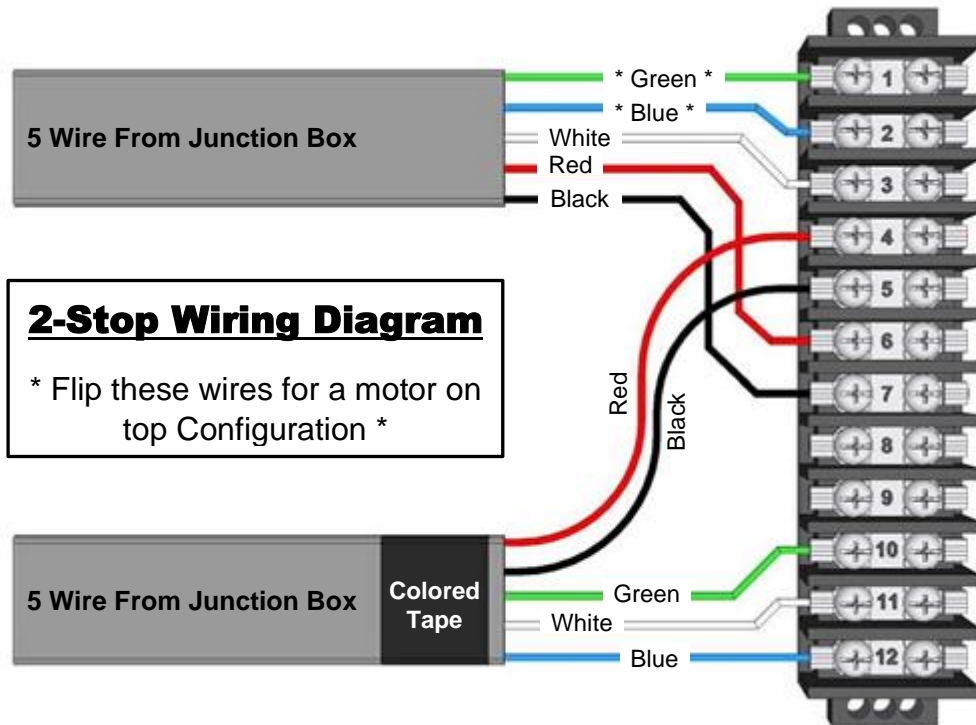 5 Wire From Junction Box
* Green *
* Blue *
White
Red
Black
2-Stop Wiring Diagram
* Flip these wires for a motor on
top Configuration *
Red
Black
5 Wire From Junction Box
Colored
Tape
Green
White
Blue
1
2
3
4
5
6
7
8
9
10
11
12